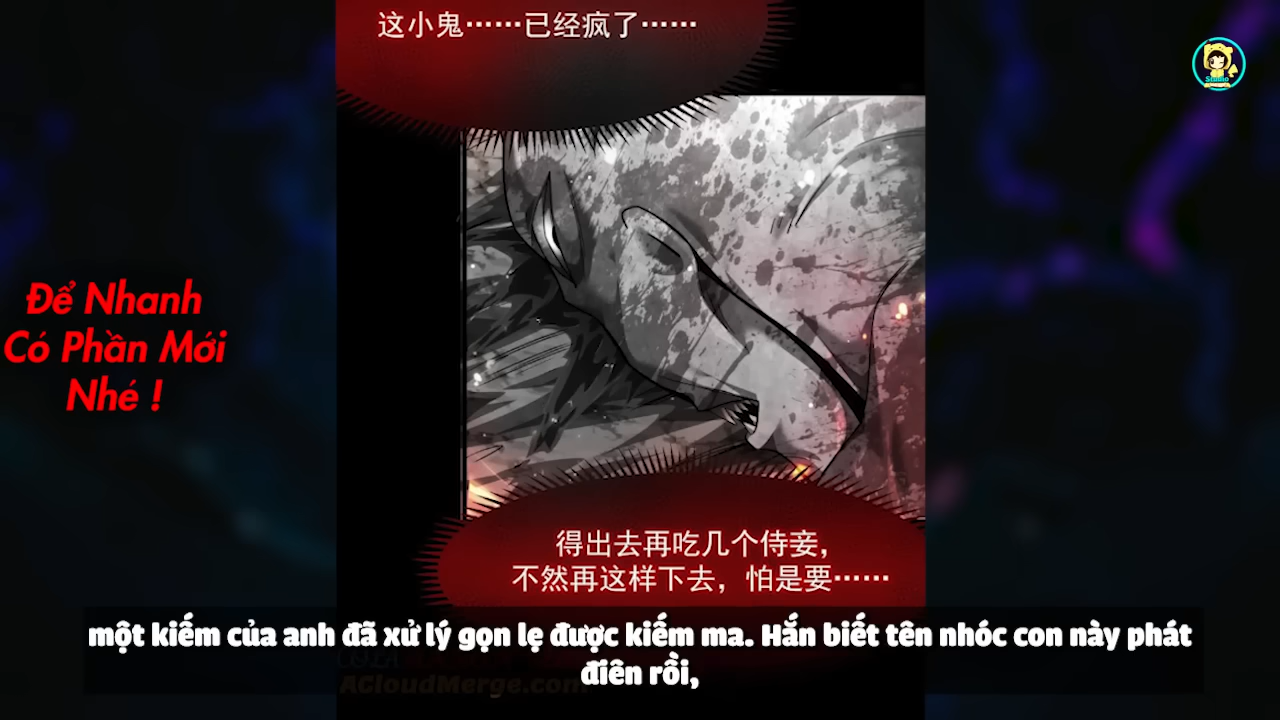 这小鬼……已经疯了……
Để Nhanh
Có Phần Mới
Nhé !
得出去再吃几个侍妾，
不然再这样下去，怕是要……
một kiếm của anh đã xử lý gọn lẹ được kiếm ma. Hắn biết tên nhóc con này phát
điên rồi,
COLA
ACloudMerge.com
Studio